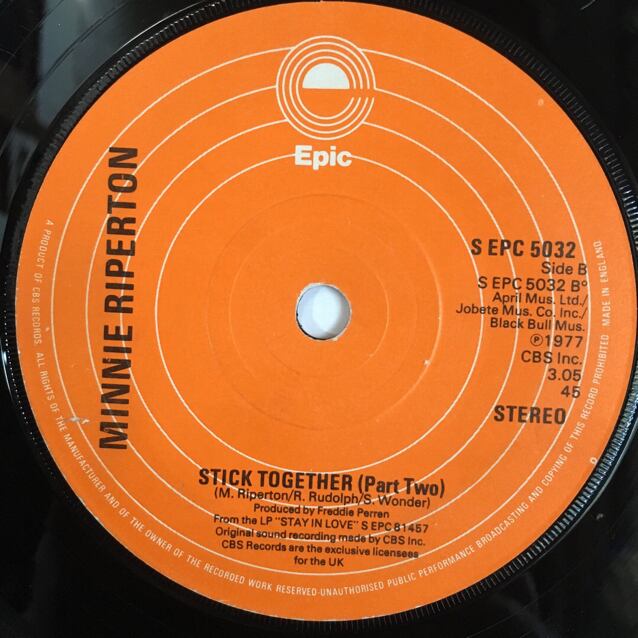 Epic
MINNIE RIPERTON
S EPC 5032
Side B
S EPC 5032 B°
April Mus. Ltd./
Jobete Mus. Co. Inc./
Black Bull Mus.
℗1977
CBS Inc.
3.05
45
STEREO
STICK TOGETHER (Part Two)
(M. Riperton/R. Rudolph/S. Wonder)
Produced by Freddie Perren
From the LP "STAY IN LOVE" S EPC 81457
Original sound recording made by CBS Inc.
CBS Records are the exclusive licensees
for the UK
A PRODUCT OF CBS RECORDS. ALL RIGHTS OF THE MANUFACTURER AND OF THE OWNER OF THE RECORDED WORK RESERVED·UNAUTHORISED PUBLIC PERFORMANCE BROADCASTING AND COPYING OF THIS RECORD PROHIBITED MADE IN ENGLAND